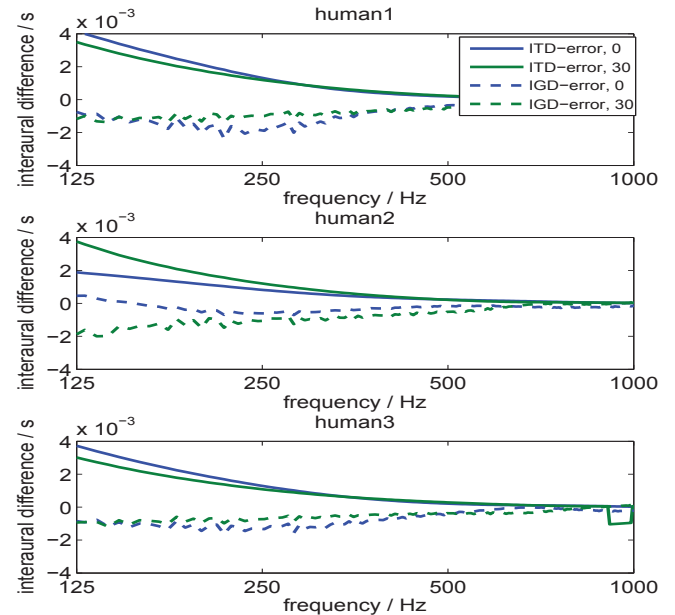 human1
x 10⁻³
interaural difference / s
4
2
0
−2
−4
125
250
500
1000
frequency / Hz
ITD−error, 0
ITD−error, 30
IGD−error, 0
IGD−error, 30
human2
x 10⁻³
interaural difference / s
4
2
0
−2
−4
125
250
500
1000
frequency / Hz
human3
x 10⁻³
interaural difference / s
4
2
0
−2
−4
125
250
500
1000
frequency / Hz